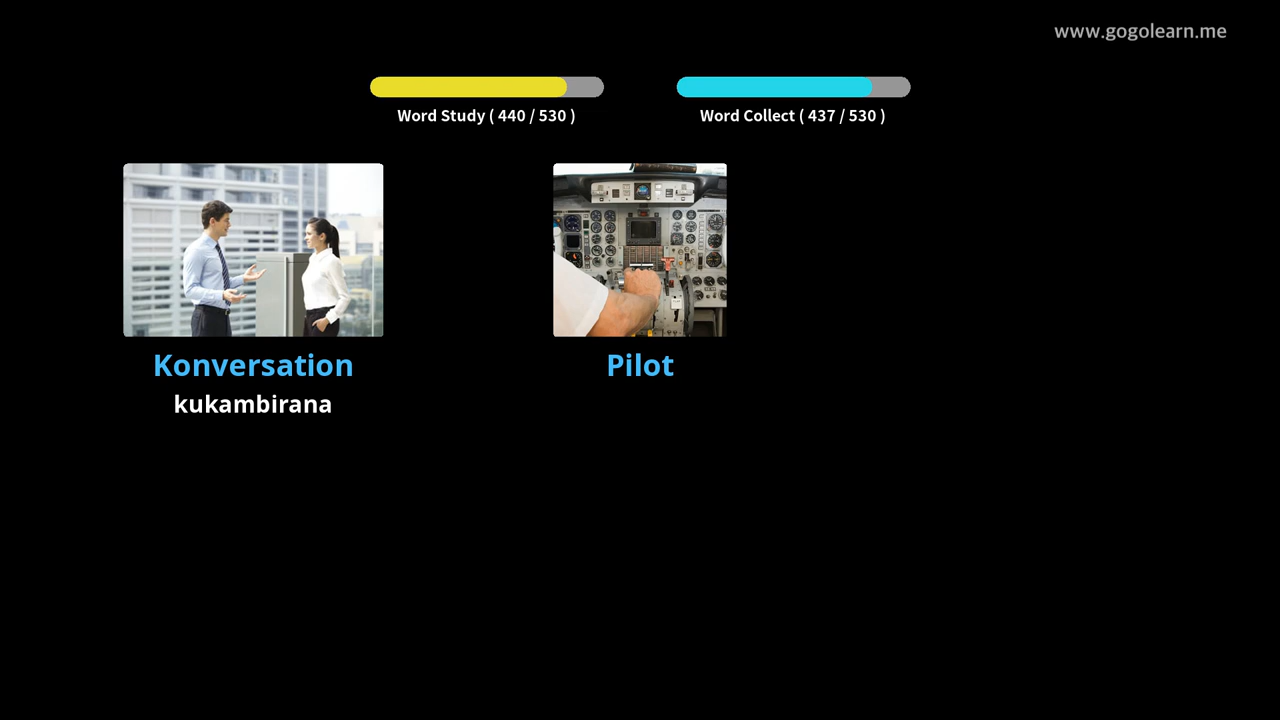 www.gogolearn.me
Word Study ( 440 / 530 )
Word Collect ( 437 / 530 )
Konversation
kukambirana
Pilot